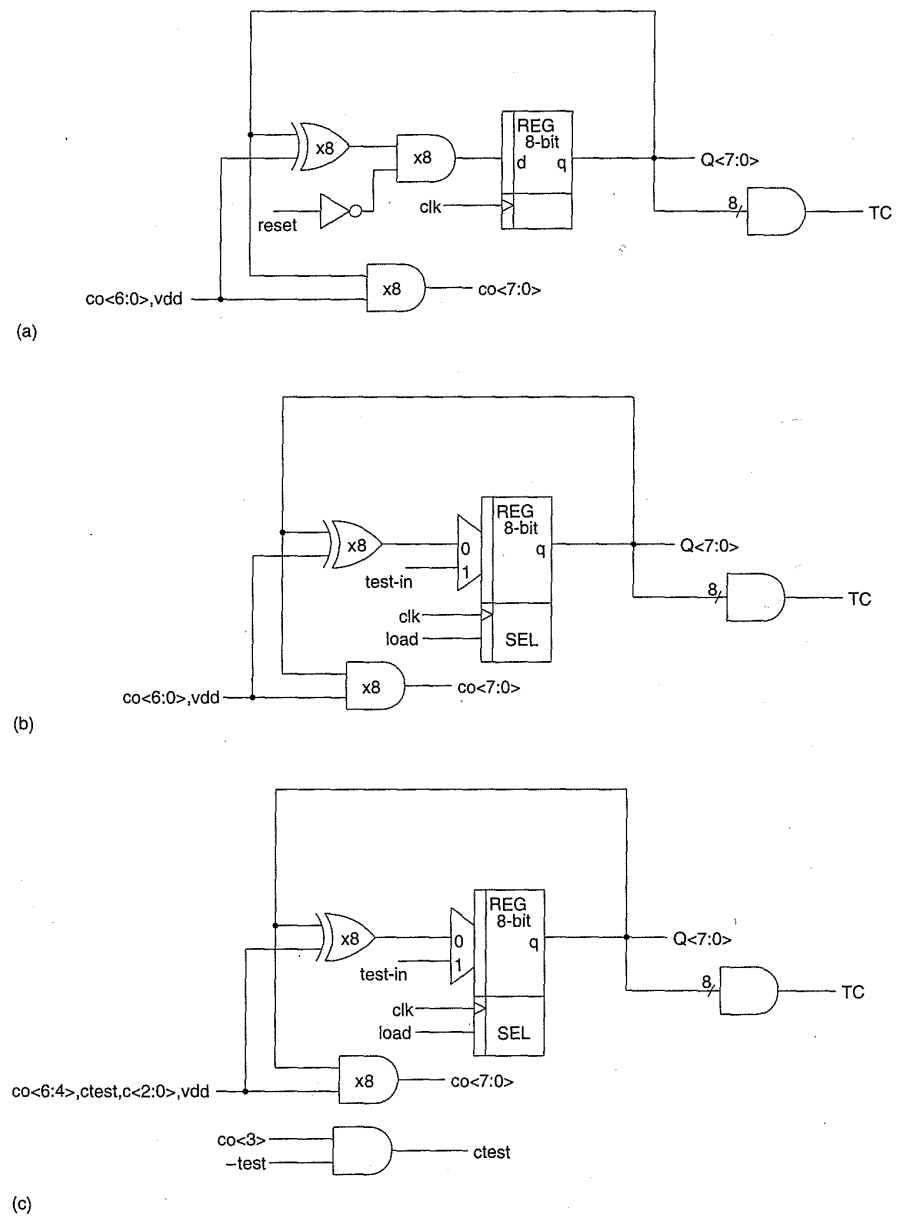 REG
8-bit
x8
x8
d q
Q<7:0>
clk
reset
8
TC
x8
co<7:0>
co<6:0>,vdd
(a)
REG
8-bit
x8
0
q
Q<7:0>
1
test-in
8
TC
clk
load
SEL
x8
co<7:0>
co<6:0>,vdd
(b)
REG
8-bit
x8
0
q
Q<7:0>
1
test-in
8
TC
clk
load
SEL
x8
co<7:0>
co<6:4>,ctest,c<2:0>,vdd
co<3>
ctest
–test
(c)